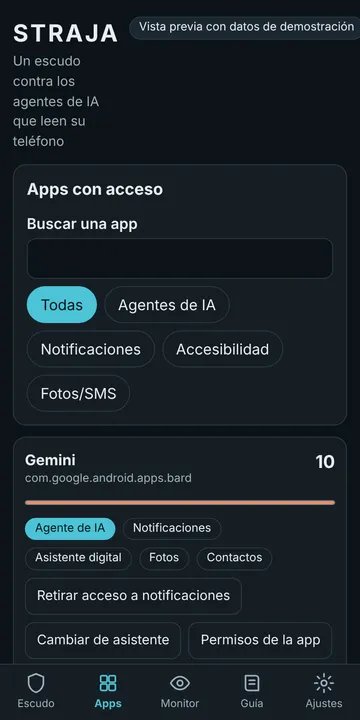 STRAJA
Vista previa con datos de demostración
Un escudo
contra los
agentes de IA
que leen su
teléfono
Apps con acceso
Buscar una app
Todas
Agentes de IA
Notificaciones
Accesibilidad
Fotos/SMS
Gemini
10
com.google.android.apps.bard
Agente de IA
Notificaciones
Asistente digital
Fotos
Contactos
Retirar acceso a notificaciones
Cambiar de asistente
Permisos de la app
Escudo
Apps
Monitor
Guía
Ajustes